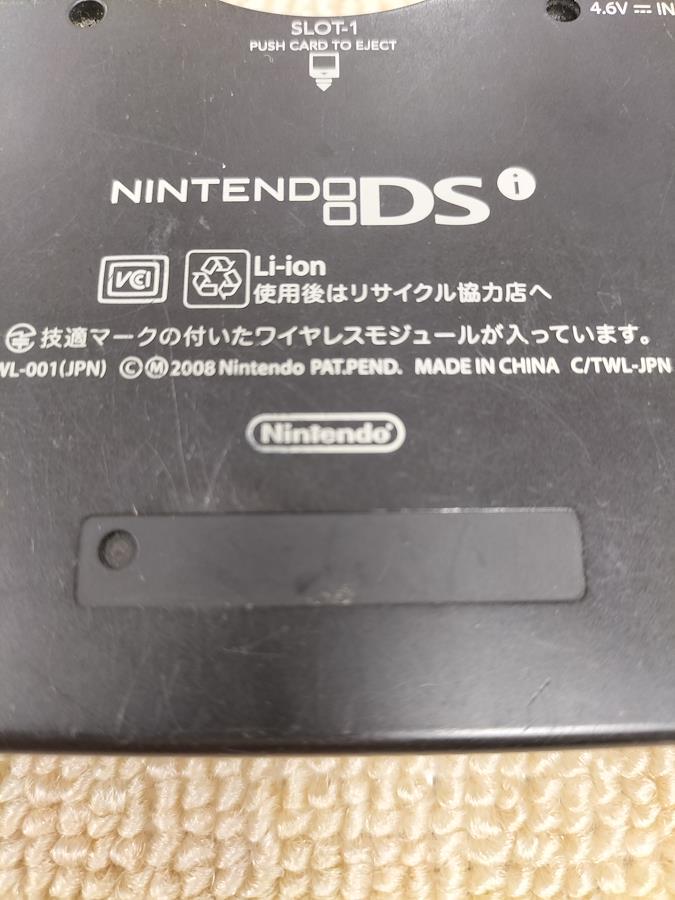 SLOT-1
4.6V ⎓ IN
PUSH CARD TO EJECT
NINTENDO DSi
VCI
Li-ion
使用後はリサイクル協力店へ
技適マークの付いたワイヤレスモジュールが入っています。
WL-001(JPN) ©Ⓜ2008 Nintendo PAT.PEND. MADE IN CHINA C/TWL-JPN
Nintendo